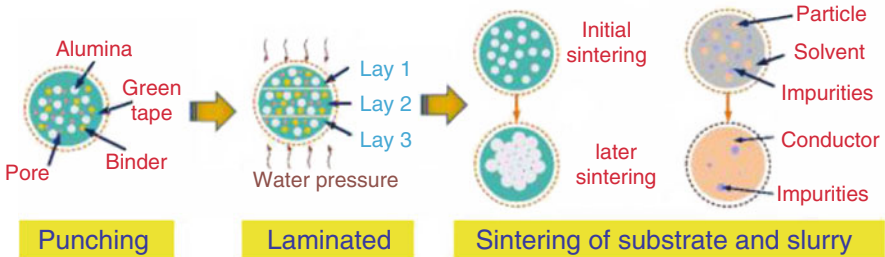 Alumina
Green
tape
Pore
Binder
Lay 1
Lay 2
Lay 3
Water pressure
Initial
sintering
later
sintering
Particle
Solvent
Impurities
Conductor
Impurities
Punching
Laminated
Sintering of substrate and slurry